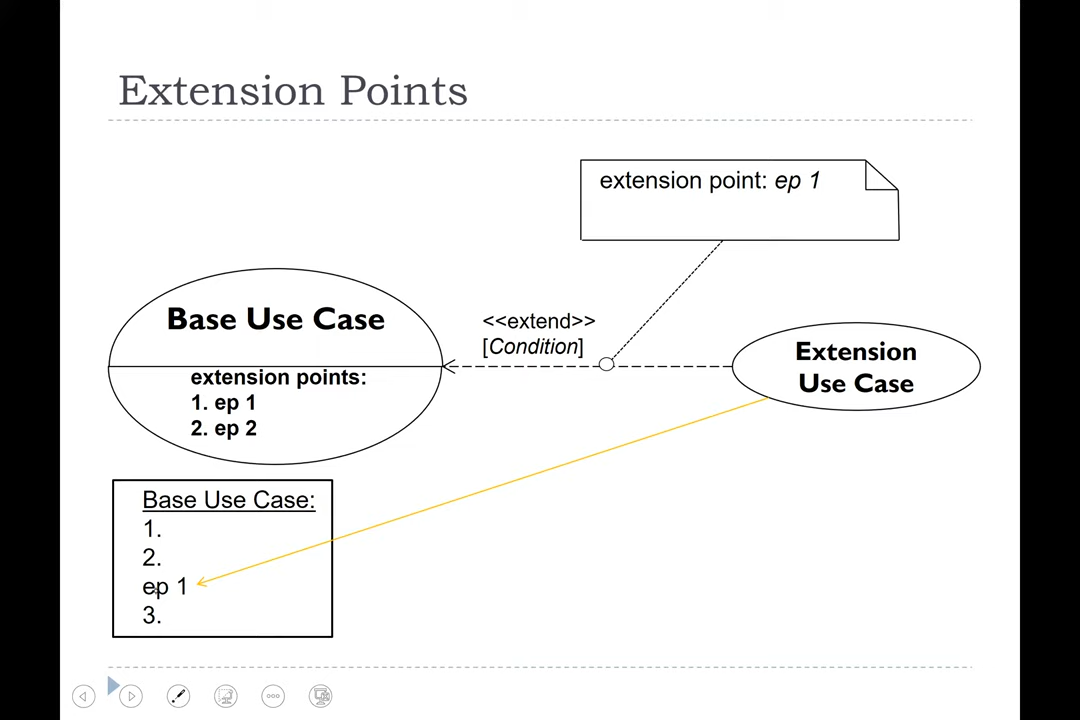 Extension Points
extension point: ep 1
<<extend>>
[Condition]
Base Use Case
extension points:
1. ep 1
2. ep 2
Extension
Use Case
Base Use Case:
1.
2.
ep 1
3.